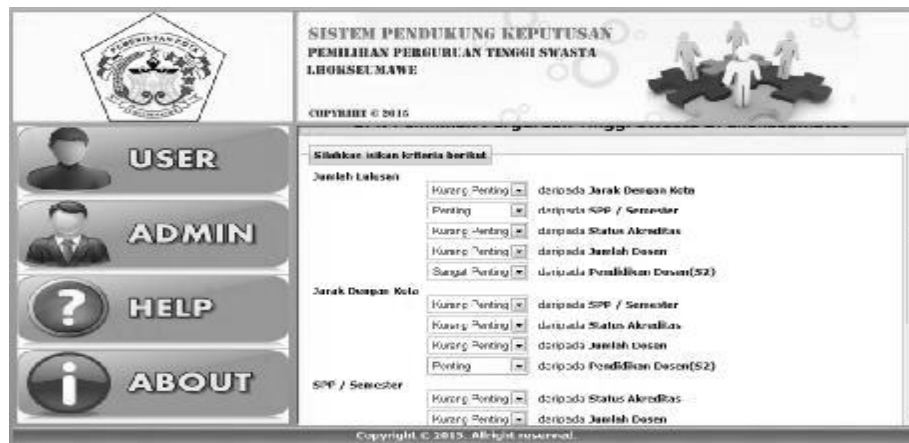 PEMERINTAH KOTA
LHOKSEUMAWE
SISTEM PENDUKUNG KEPUTUSAN
PEMILIHAN PERGURUAN TINGGI SWASTA
LHOKSEUMAWE
COPYRIGHT © 2015
USER
ADMIN
HELP
ABOUT
Silahkan isikan kriteria berikut
Jumlah Lulusan
Kurang Penting daripada Jarak Dengan Kota
Penting daripada SPP / Semester
Kurang Penting daripada Status Akreditas
Kurang Penting daripada Jumlah Dosen
Sangat Penting daripada Pendidikan Dosen(S2)
Jarak Dengan Kota
Kurang Penting daripada SPP / Semester
Kurang Penting daripada Status Akreditas
Kurang Penting daripada Jumlah Dosen
Penting daripada Pendidikan Dosen(S2)
SPP / Semester
Kurang Penting daripada Status Akreditas
Kurang Penting daripada Jumlah Dosen
Copyright © 2015. Allright reserved.